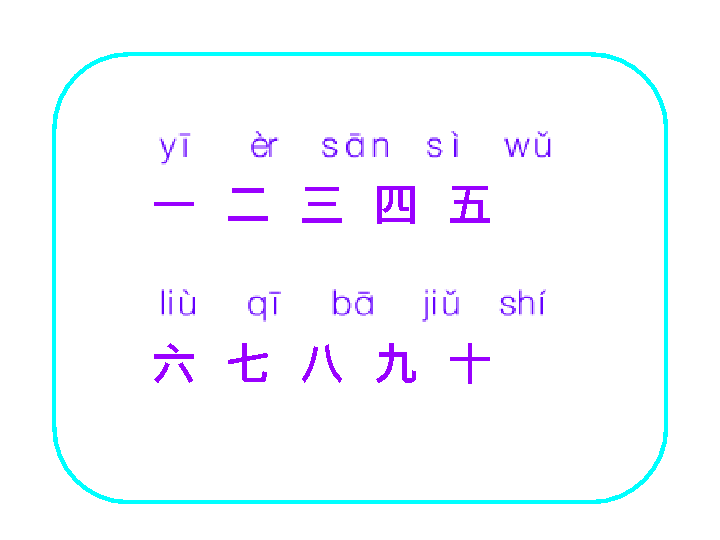 yī èr sān sì wǔ
一 二 三 四 五
liù qī bā jiǔ shí
六 七 八 九 十